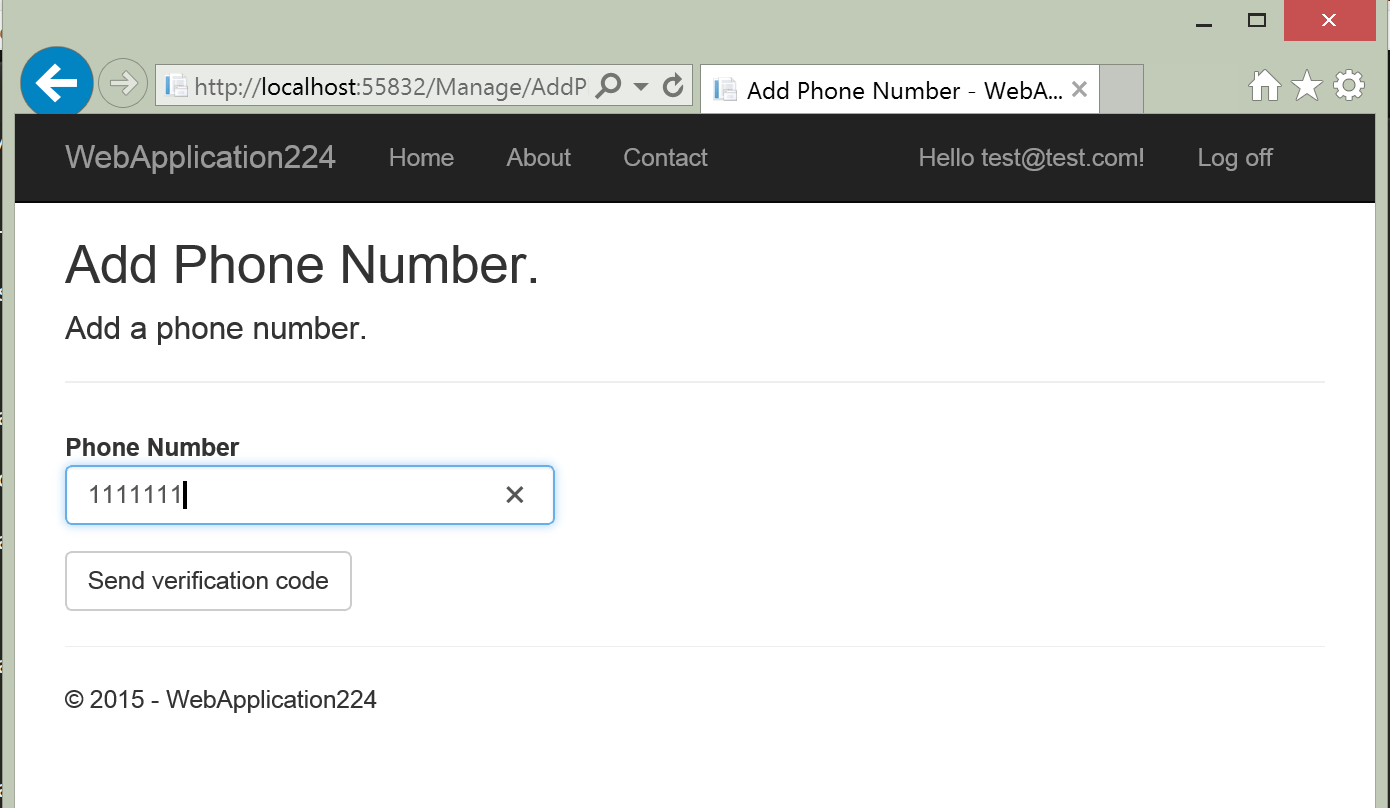 http://localhost:55832/Manage/AddP
Add Phone Number - WebA...
WebApplication224 Home About Contact Hello test@test.com! Log off
Add Phone Number.
Add a phone number.
Phone Number
1111111
Send verification code
© 2015 - WebApplication224